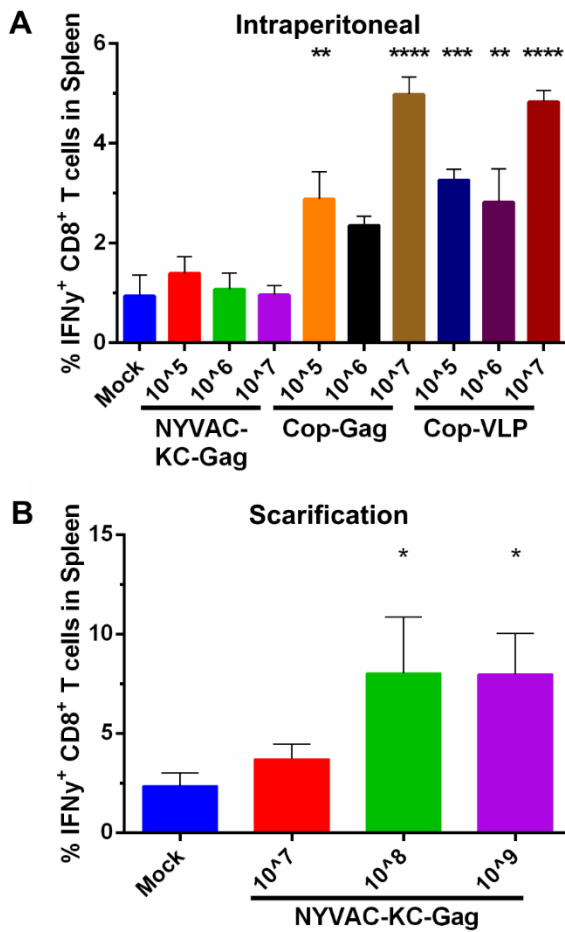 A
Intraperitoneal
% IFNy⁺ CD8⁺ T cells in Spleen
6
4
2
0
** **** *** ** ****
Mock 10^5 10^6 10^7 10^5 10^6 10^7 10^5 10^6 10^7
NYVAC-KC-Gag Cop-Gag Cop-VLP
B
Scarification
% IFNy⁺ CD8⁺ T cells in Spleen
15
10
5
0
* *
Mock 10^7 10^8 10^9
NYVAC-KC-Gag